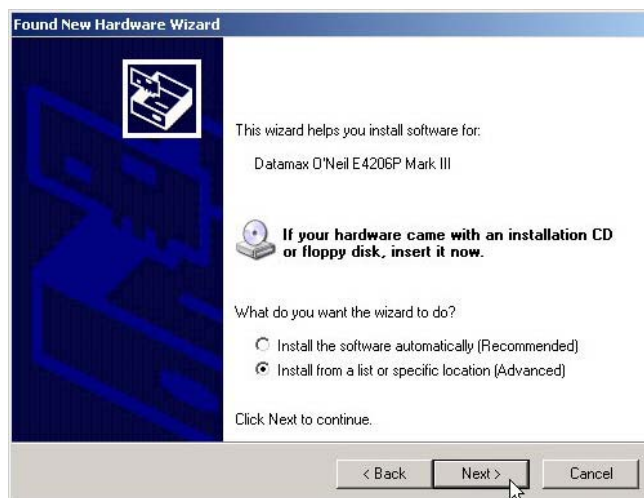 Found New Hardware Wizard
This wizard helps you install software for:
Datamax O'Neil E4206P Mark III
If your hardware came with an installation CD
or floppy disk, insert it now.
What do you want the wizard to do?
Install the software automatically (Recommended)
Install from a list or specific location (Advanced)
Click Next to continue.
< Back Next > Cancel